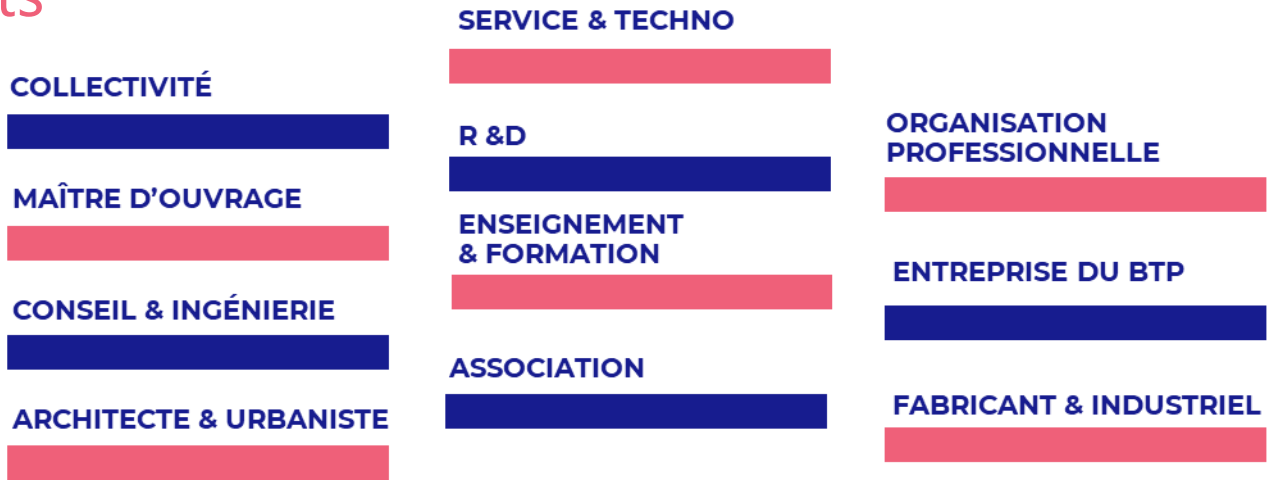 COLLECTIVITÉ
MAÎTRE D’OUVRAGE
CONSEIL & INGÉNIERIE
ARCHITECTE & URBANISTE
SERVICE & TECHNO
R &D
ENSEIGNEMENT
& FORMATION
ASSOCIATION
ORGANISATION
PROFESSIONNELLE
ENTREPRISE DU BTP
FABRICANT & INDUSTRIEL